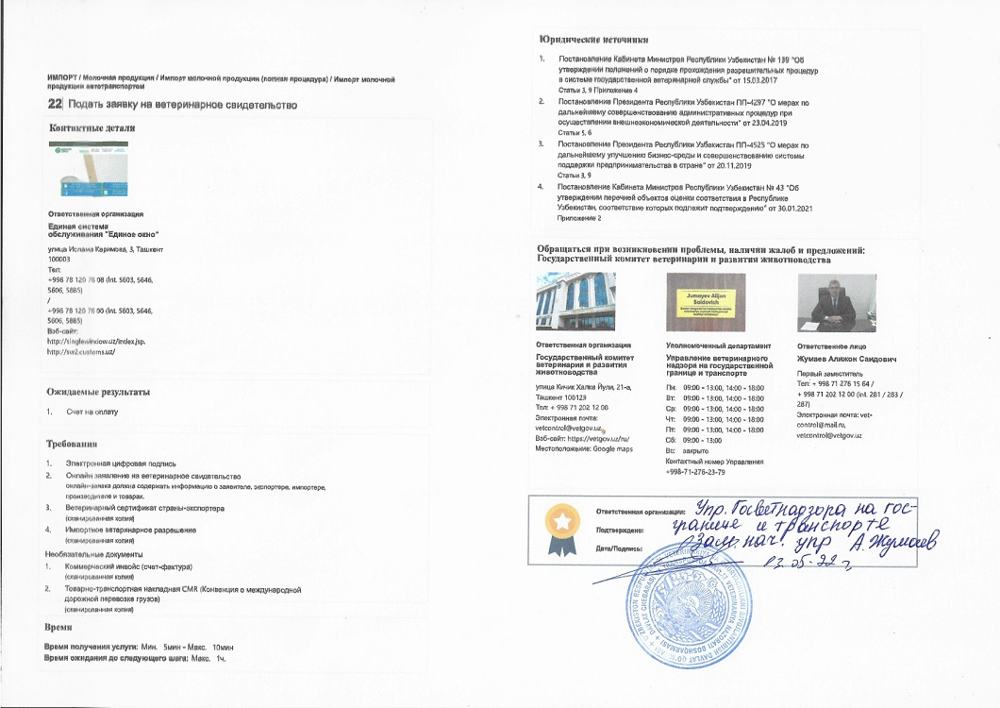 ИМПОРТ / Молочная продукция / Импорт молочной продукции (полная процедура) / Импорт молочной
продукции автотранспортом
22 Подать заявку на ветеринарное свидетельство
Контактные детали
Ответственная организация
Единая система
обслуживания "Единое окно"
улица Ислама Каримова, 3, Ташкент
100003
Тел:
+998 78 120 76 08 (int. 5603, 5646,
5606, 5885)
/
+998 78 120 76 00 (int. 5603, 5646,
5606, 5885)
Вэб-сайт:
http://singlewindow.uz/index.jsp,
http://sw2.customs.uz/
Ожидаемые результаты
1. Счет на оплату
Требования
1. Электронная цифровая подпись
2. Онлайн заявление на ветеринарное свидетельство
онлайн-заявка должна содержать информацию о заявителе, экспортере, импортере,
производителе и товарах.
3. Ветеринарный сертификат страны-экспортера
(сканированная копия)
4. Импортное ветеринарное разрешение
(сканированная копия)
Необязательные документы
1. Коммерческий инвойс (счет-фактура)
(сканированная копия)
2. Товарно-транспортная накладная CMR (Конвенция о международной
дорожной перевозке грузов)
(сканированная копия)
Время
Время получения услуги: Мин. 5мин - Макс. 10мин
Время ожидания до следующего шага: Макс. 1ч.
Юридические источники
1. Постановление Кабинета Министров Республики Узбекистан № 139 "Об
утверждении положений о порядке прохождения разрешительных процедур
в системе государственной ветеринарной службы" от 15.03.2017
Статьи 3, 9 Приложение 4
2. Постановление Президента Республики Узбекистан ПП-4297 "О мерах по
дальнейшему совершенствованию административных процедур при
осуществлении внешнеэкономической деятельности" от 23.04.2019
Статьи 5, 6
3. Постановление Президента Республики Узбекистан ПП-4525 "О мерах по
дальнейшему улучшению бизнес-среды и совершенствованию системы
поддержки предпринимательства в стране" от 20.11.2019
Статьи 3, 9
4. Постановление Кабинета Министров Республики Узбекистан № 43 "Об
утверждении перечней объектов оценки соответствия в Республике
Узбекистан, соответствие которых подлежит подтверждению" от 30.01.2021
Приложение 2
Обращаться при возникновении проблемы, наличии жалоб и предложений:
Государственный комитет ветеринарии и развития животноводства
Jumayev Alijon
Saidovich
Ответственная организация
Государственный комитет
ветеринарии и развития
животноводства
улица Кичик Халка Йули, 21-а,
Ташкент 100123
Тел: + 998 71 202 12 00
Электронная почта:
vetcontrol@vetgov.uz,
Вэб-сайт: https://vetgov.uz/ru/
Местоположение: Google maps
Уполномоченный департамент
Управление ветеринарного
надзора на государственной
границе и транспорте
Пн: 09:00 - 13:00, 14:00 - 18:00
Вт: 09:00 - 13:00, 14:00 - 18:00
Ср: 09:00 - 13:00, 14:00 - 18:00
Чт: 09:00 - 13:00, 14:00 - 18:00
Пт: 09:00 - 13:00, 14:00 - 18:00
Сб: 09:00 - 13:00
Вс: закрыто
Контактный номер Управления
+998-71-276-23-79
Ответственное лицо
Жумаев Алижон Саидович
Первый заместитель
Тел: + 998 71 276 15 64 /
+ 998 71 202 12 00 (int. 281 / 283 /
287)
Электронная почта: vet-
control@mail.ru,
vetcontrol@vetgov.uz
Ответственная организация: Упр. Госветнадзора на гос-
границе и транспорте
Подтверждено: Зам. нач. упр А. Жумаев
Дата/Подпись: 13.05-22 г,